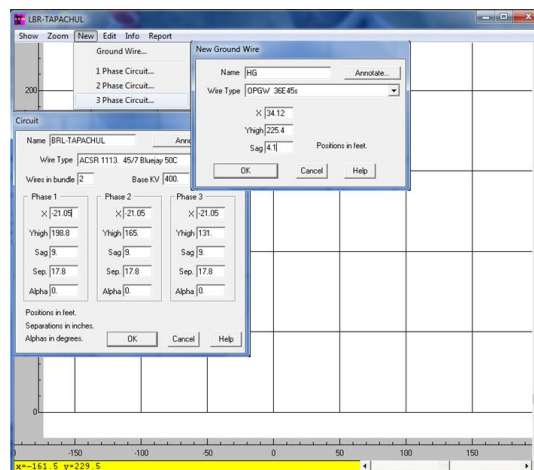 LBR-TAPACHUL
Show Zoom New Edit Info Report
Ground Wire...
1 Phase Circuit...
2 Phase Circuit...
3 Phase Circuit...
New Ground Wire
Name HG Annotate...
Wire Type OPGW 36E45s
X 34.12
Yhigh 225.4
Sag 4.1 Positions in feet.
OK Cancel Help
Circuit
Name BRL-TAPACHUL Anno
Wire Type ACSR 1113. 45/7 Bluejay 50C
Wires in bundle 2 Base KV 400.
Phase 1 Phase 2 Phase 3
X -21.05 X -21.05 X -21.05
Yhigh 198.8 Yhigh 165. Yhigh 131.
Sag 9. Sag 9. Sag 9.
Sep. 17.8 Sep. 17.8 Sep. 17.8
Alpha 0. Alpha 0. Alpha 0.
Positions in feet.
Separations in inches.
Alphas in degrees. OK Cancel Help
200
0
-150 -100 -50 0 50 100 150
x=-161.5 y=229.5